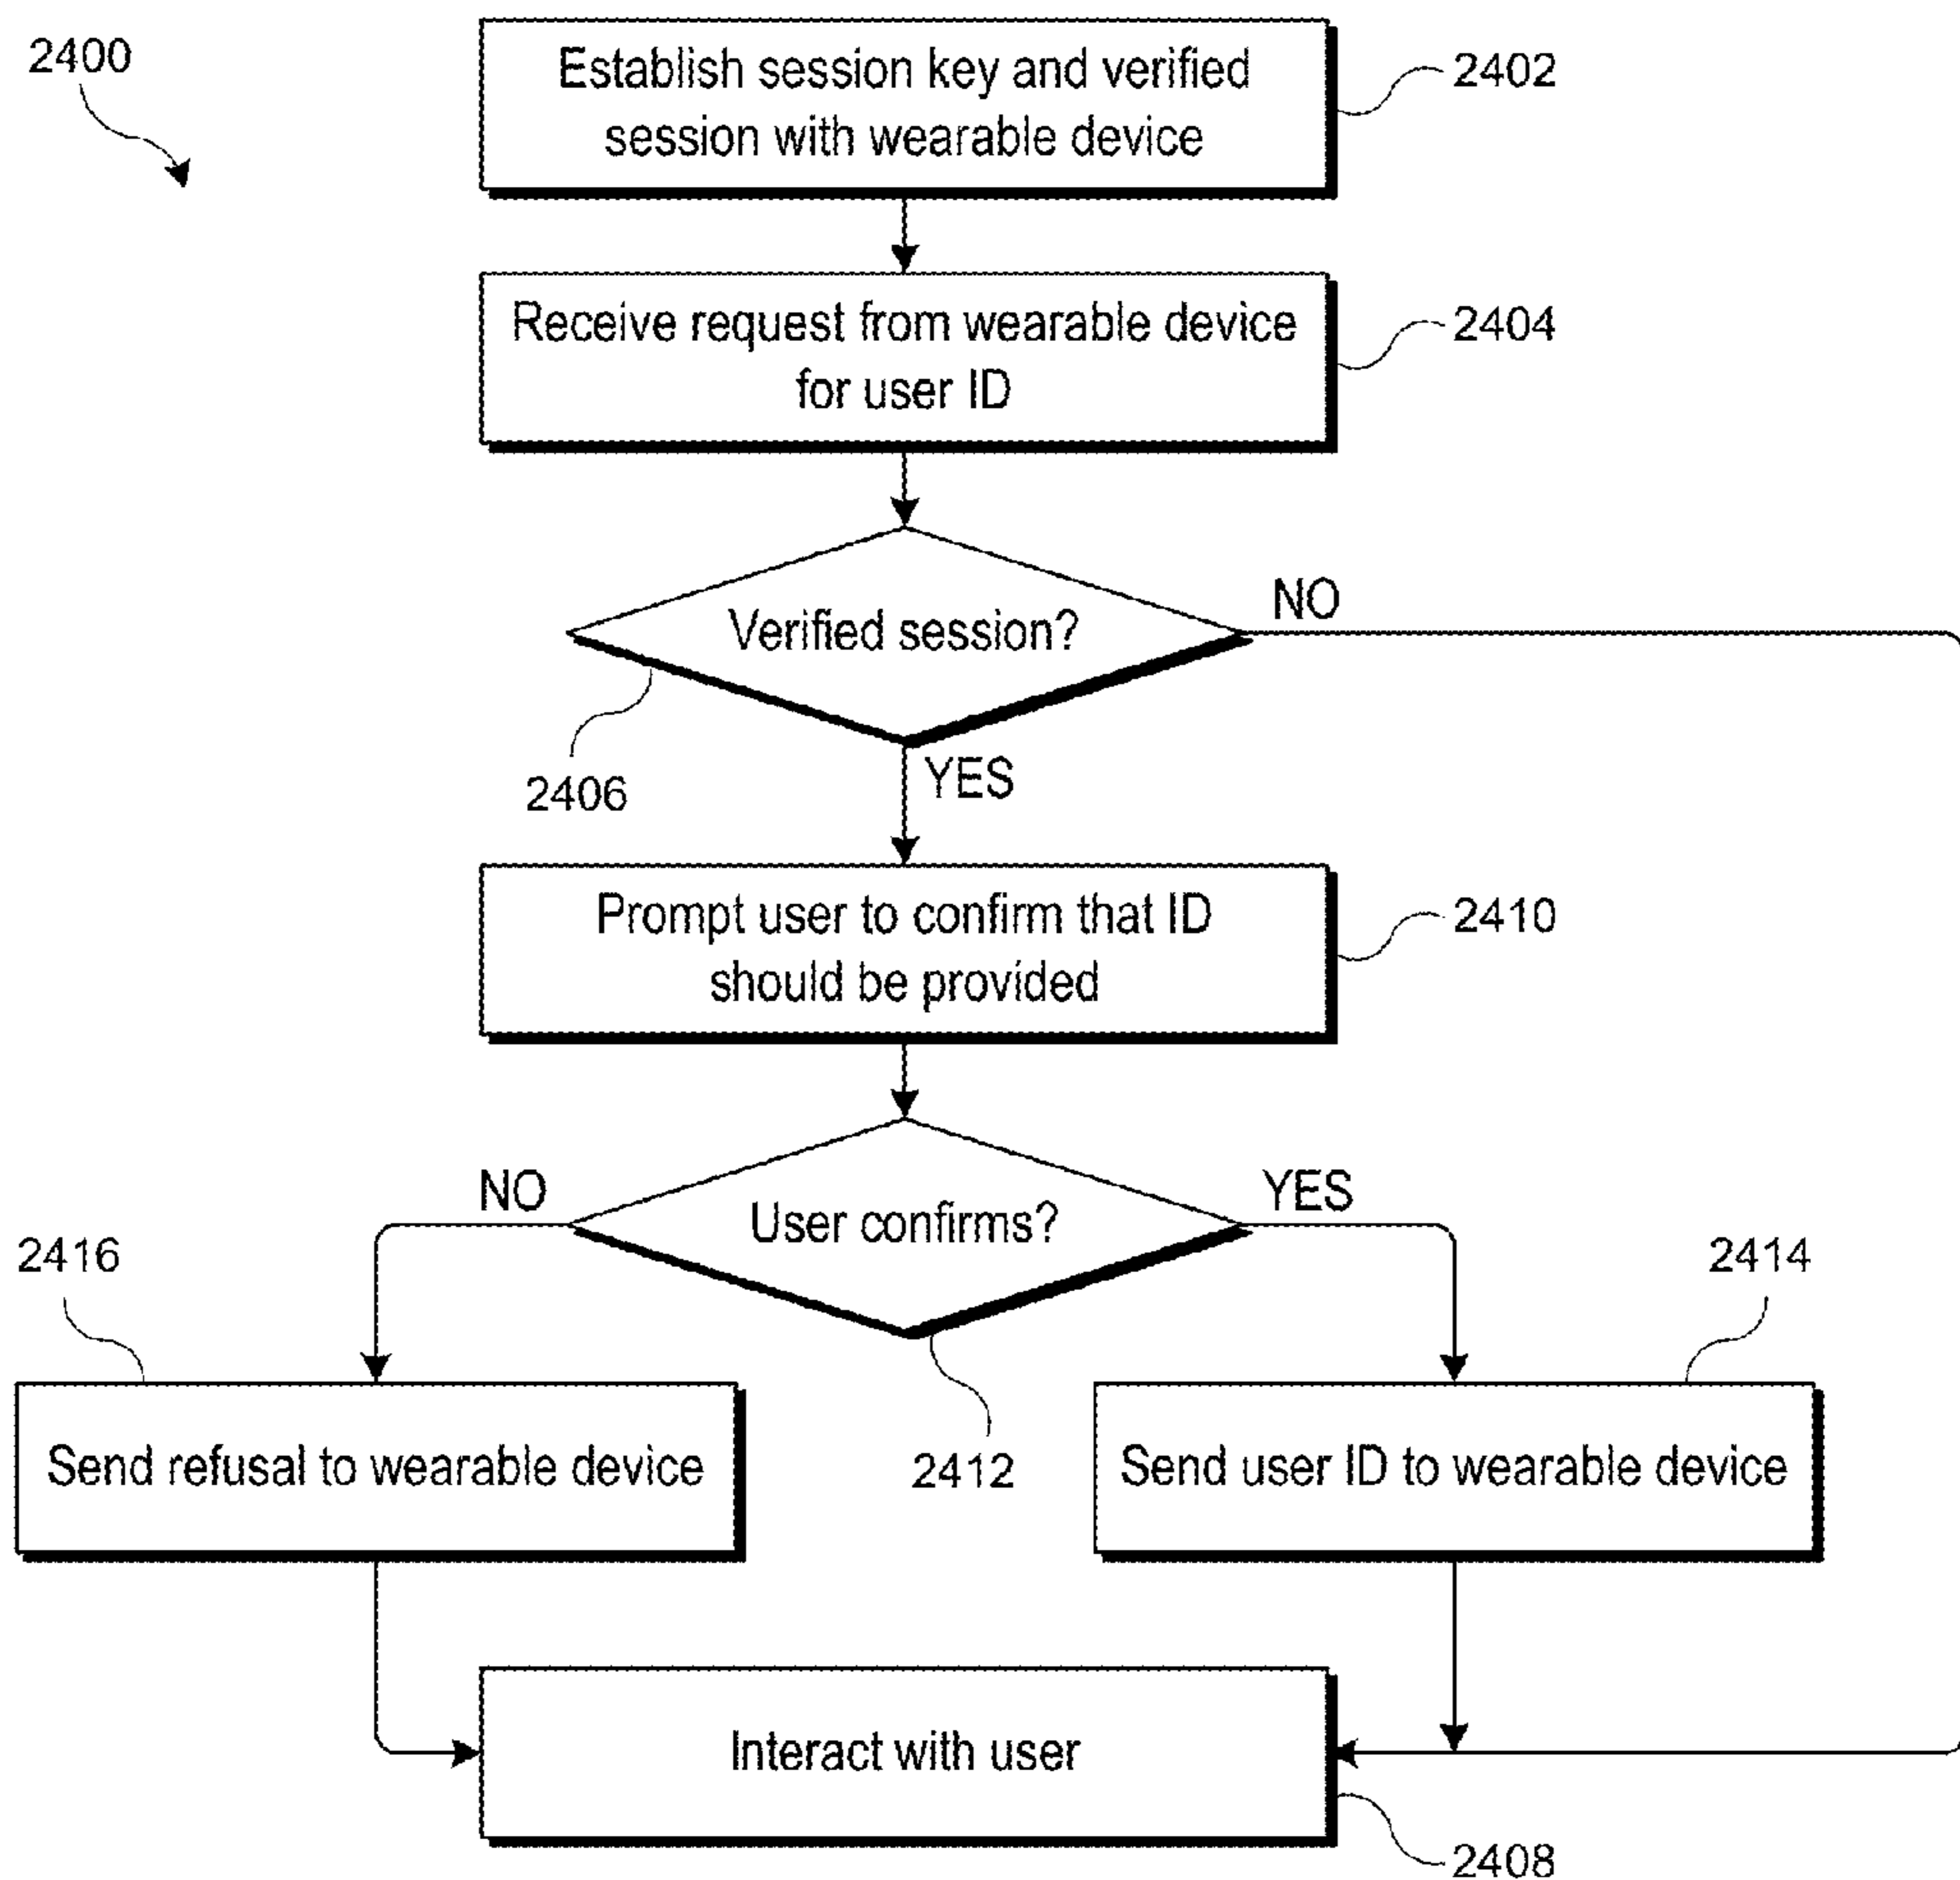 2400
Establish session key and verified
session with wearable device
2402
Receive request from wearable device
for user ID
2404
Verified session?
NO
2406
YES
Prompt user to confirm that ID
should be provided
2410
NO
User confirms?
YES
2416
2414
Send refusal to wearable device
2412
Send user ID to wearable device
Interact with user
2408